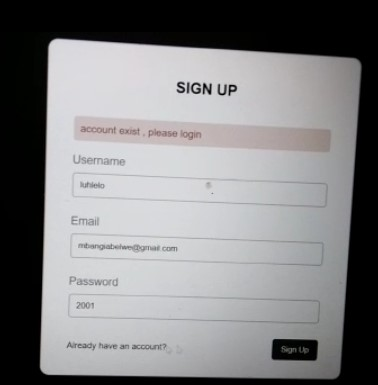 SIGN UP
account exist , please login
Username
luhlelo
Email
mbangiabelwe@gmail.com
Password
2001
Already have an account?
Sign Up